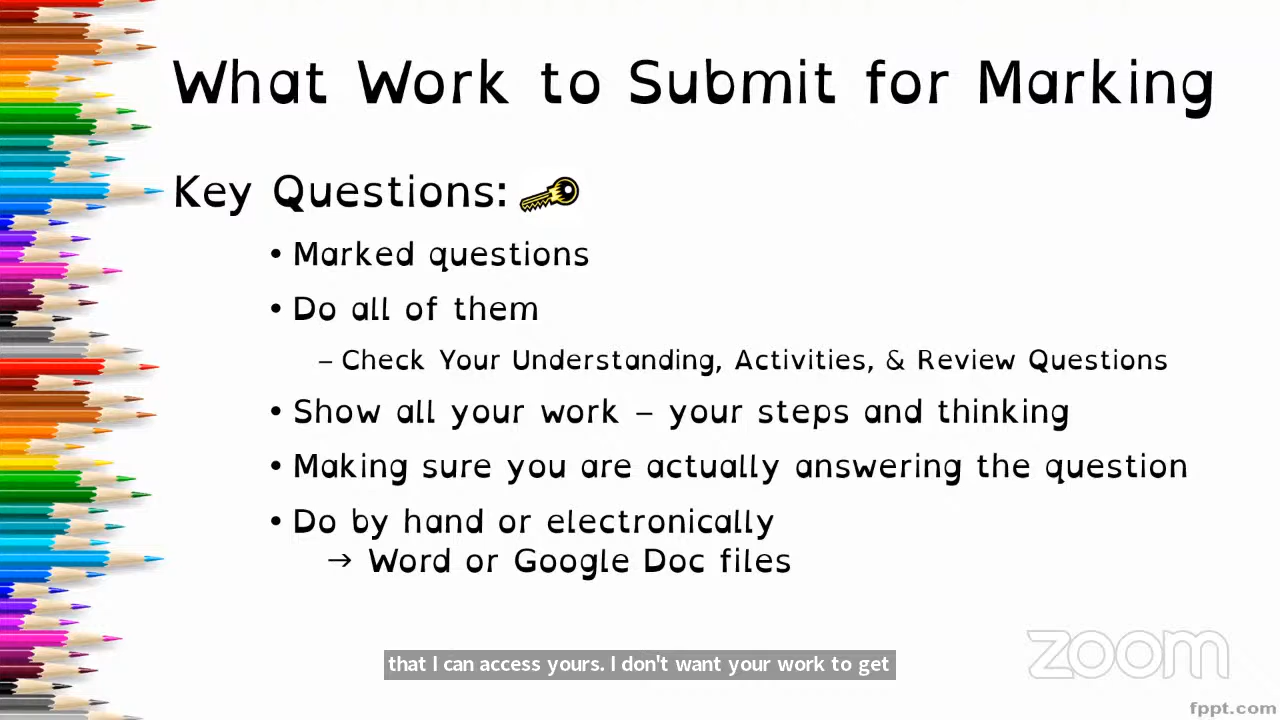 What Work to Submit for Marking
Key Questions:
• Marked questions
• Do all of them
– Check Your Understanding, Activities, & Review Questions
• Show all your work – your steps and thinking
• Making sure you are actually answering the question
• Do by hand or electronically
→ Word or Google Doc files
that I can access yours. I don't want your work to get
zoom
fppt.com